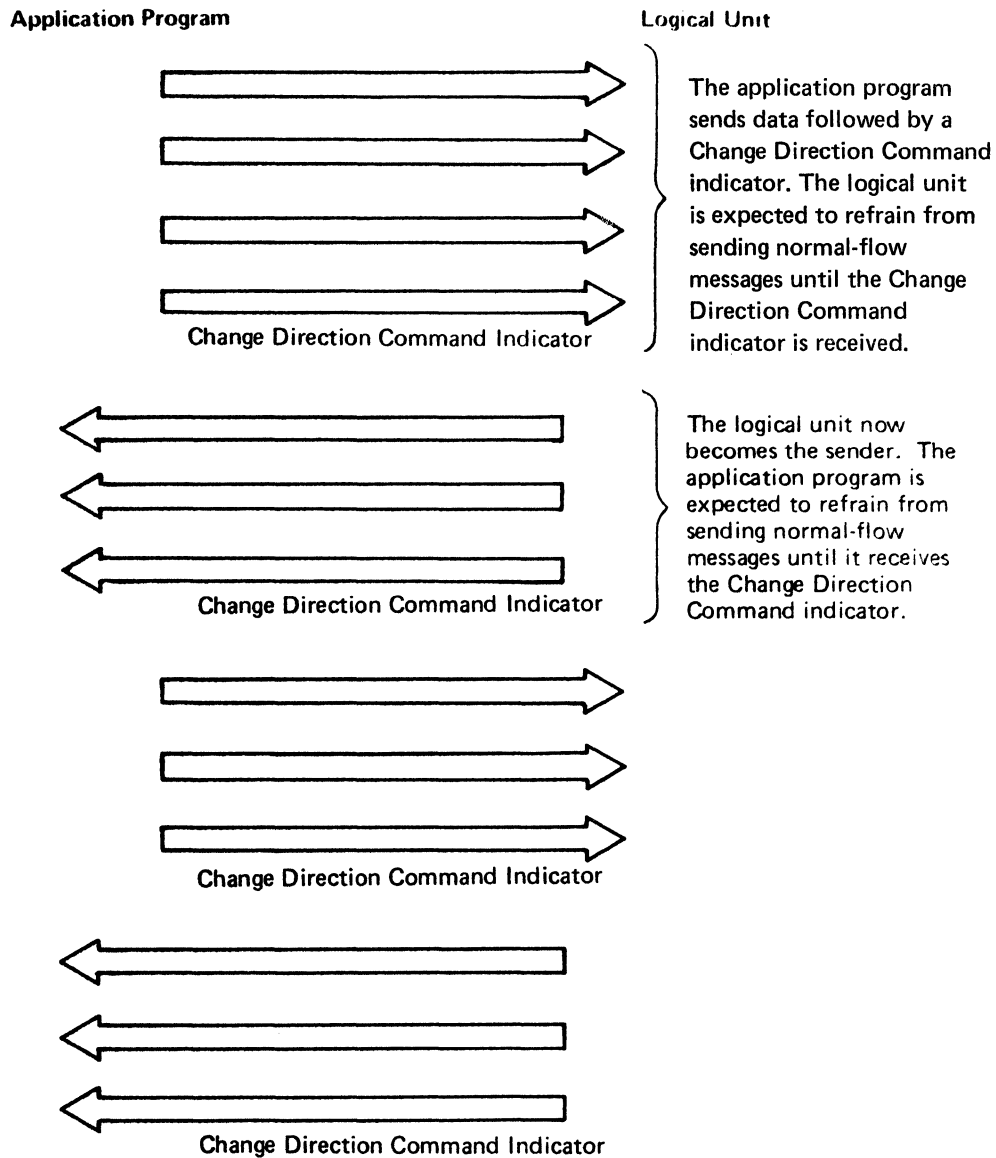 Application Program
Logical Unit
The application program
sends data followed by a
Change Direction Command
indicator. The logical unit
is expected to refrain from
sending normal-flow
messages until the Change
Direction Command
indicator is received.
Change Direction Command Indicator
The logical unit now
becomes the sender. The
application program is
expected to refrain from
sending normal-flow
messages until it receives
the Change Direction
Command indicator.
Change Direction Command Indicator
Change Direction Command Indicator
Change Direction Command Indicator